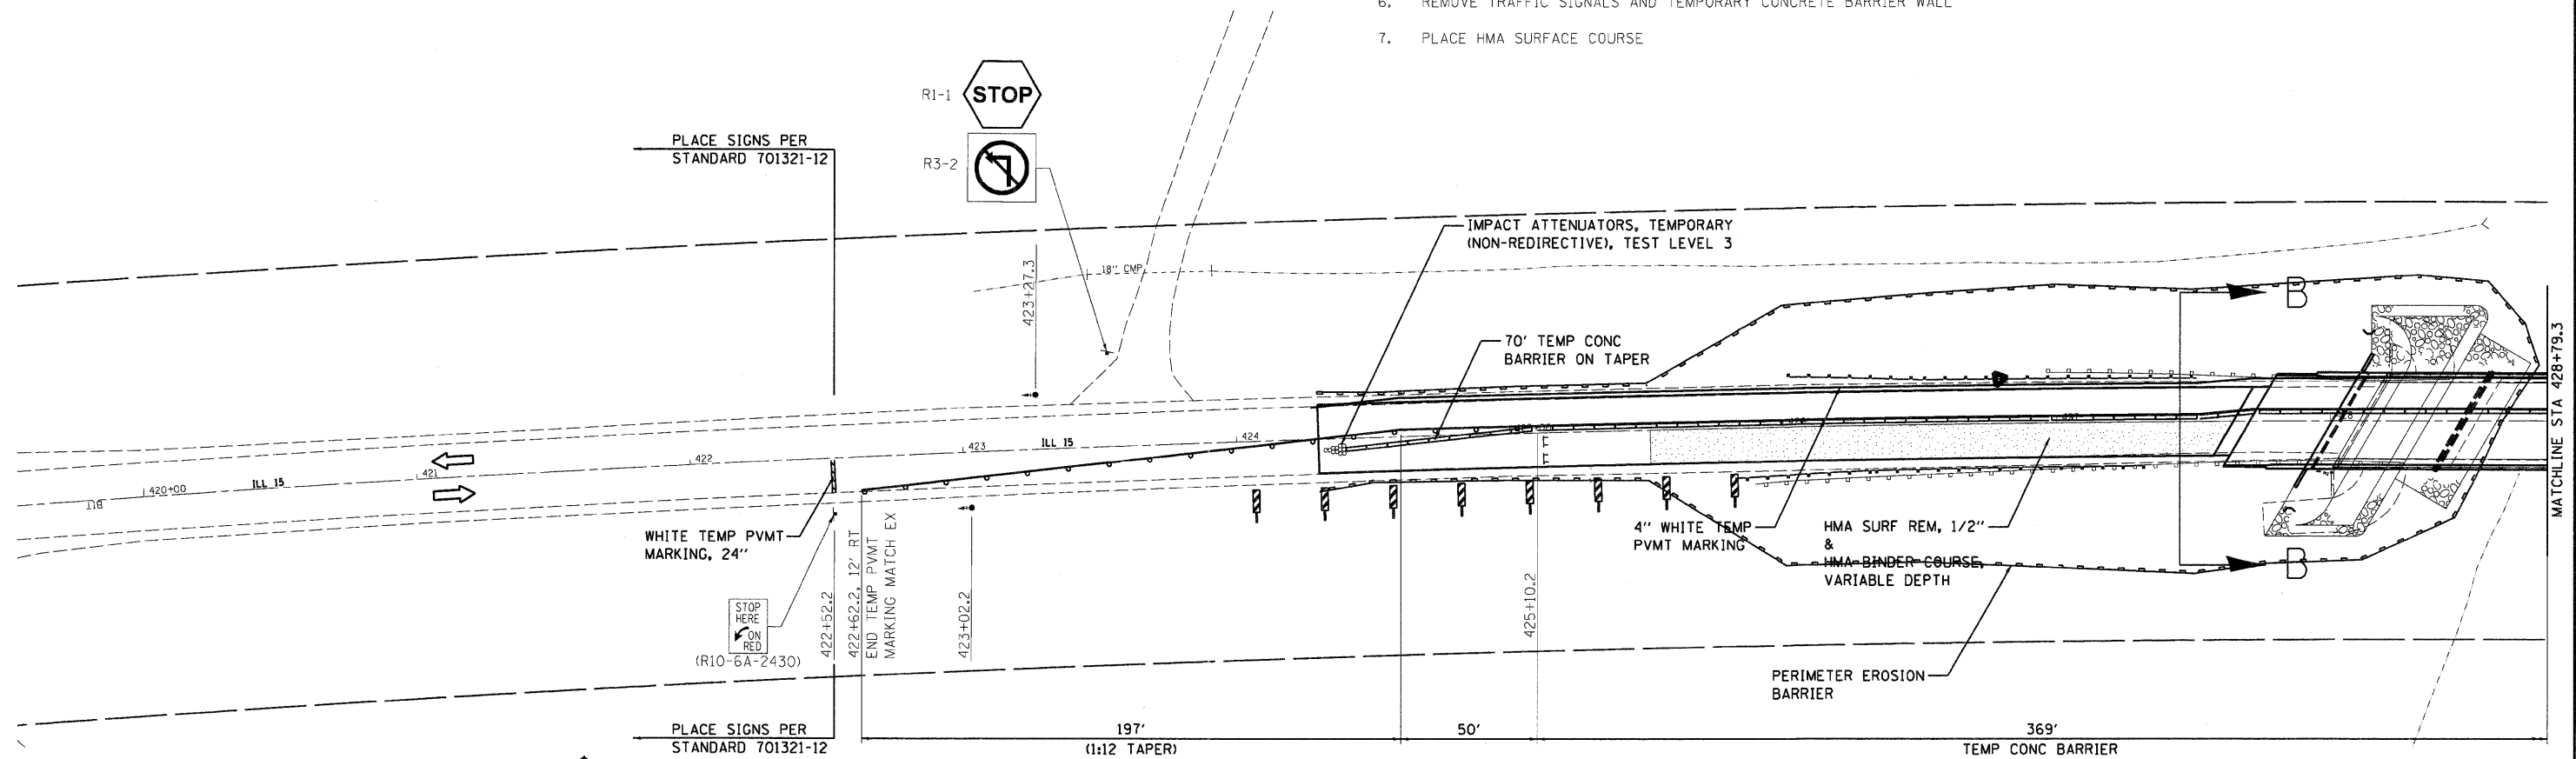 6. REMOVE TRAFFIC SIGNALS AND TEMPORARY CONCRETE BARRIER WALL
7. PLACE HMA SURFACE COURSE
R1-1
STOP
R3-2
PLACE SIGNS PER
STANDARD 701321-12
IMPACT ATTENUATORS, TEMPORARY
(NON-REDIRECTIVE), TEST LEVEL 3
18" CMP
423+27.3
70' TEMP CONC
BARRIER ON TAPER
B
MATCHLINE STA 428+79.3
BIT
420+00
ILL 15
421
422
423
ILL 15
424
WHITE TEMP PVMT
MARKING, 24"
4" WHITE TEMP
PVMT MARKING
HMA SURF REM, 1/2"
&
HMA BINDER COURSE,
VARIABLE DEPTH
B
STOP
HERE
ON
RED
(R10-6A-2430)
422+52.2
422+62.2, 12' RT
END TEMP PVMT
MARKING MATCH EX
423+02.2
425+10.2
PERIMETER EROSION
BARRIER
PLACE SIGNS PER
STANDARD 701321-12
197'
(1:12 TAPER)
50'
369'
TEMP CONC BARRIER